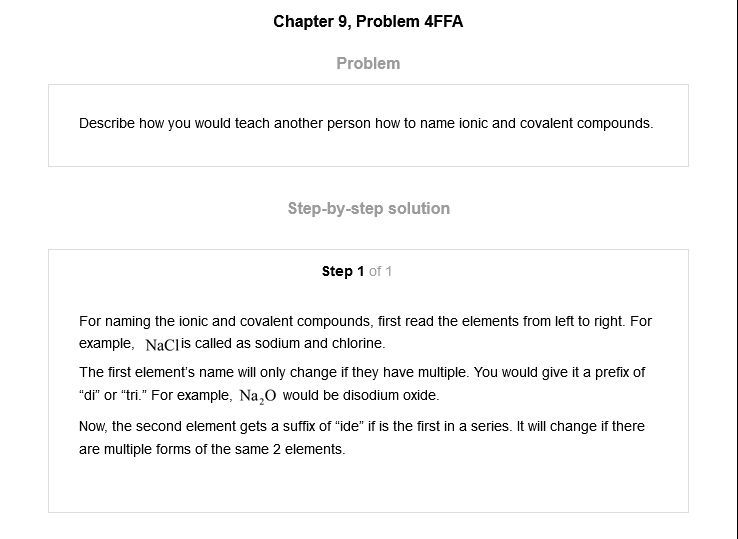 Chapter 9, Problem 4FFA
Problem
Describe how you would teach another person how to name ionic and covalent compounds.
Step-by-step solution
Step 1 of 1
For naming the ionic and covalent compounds, first read the elements from left to right. For
example, NaCl is called as sodium and chlorine.
The first element's name will only change if they have multiple. You would give it a prefix of
“di” or “tri.” For example, Na₂O would be disodium oxide.
Now, the second element gets a suffix of “ide” if is the first in a series. It will change if there
are multiple forms of the same 2 elements.